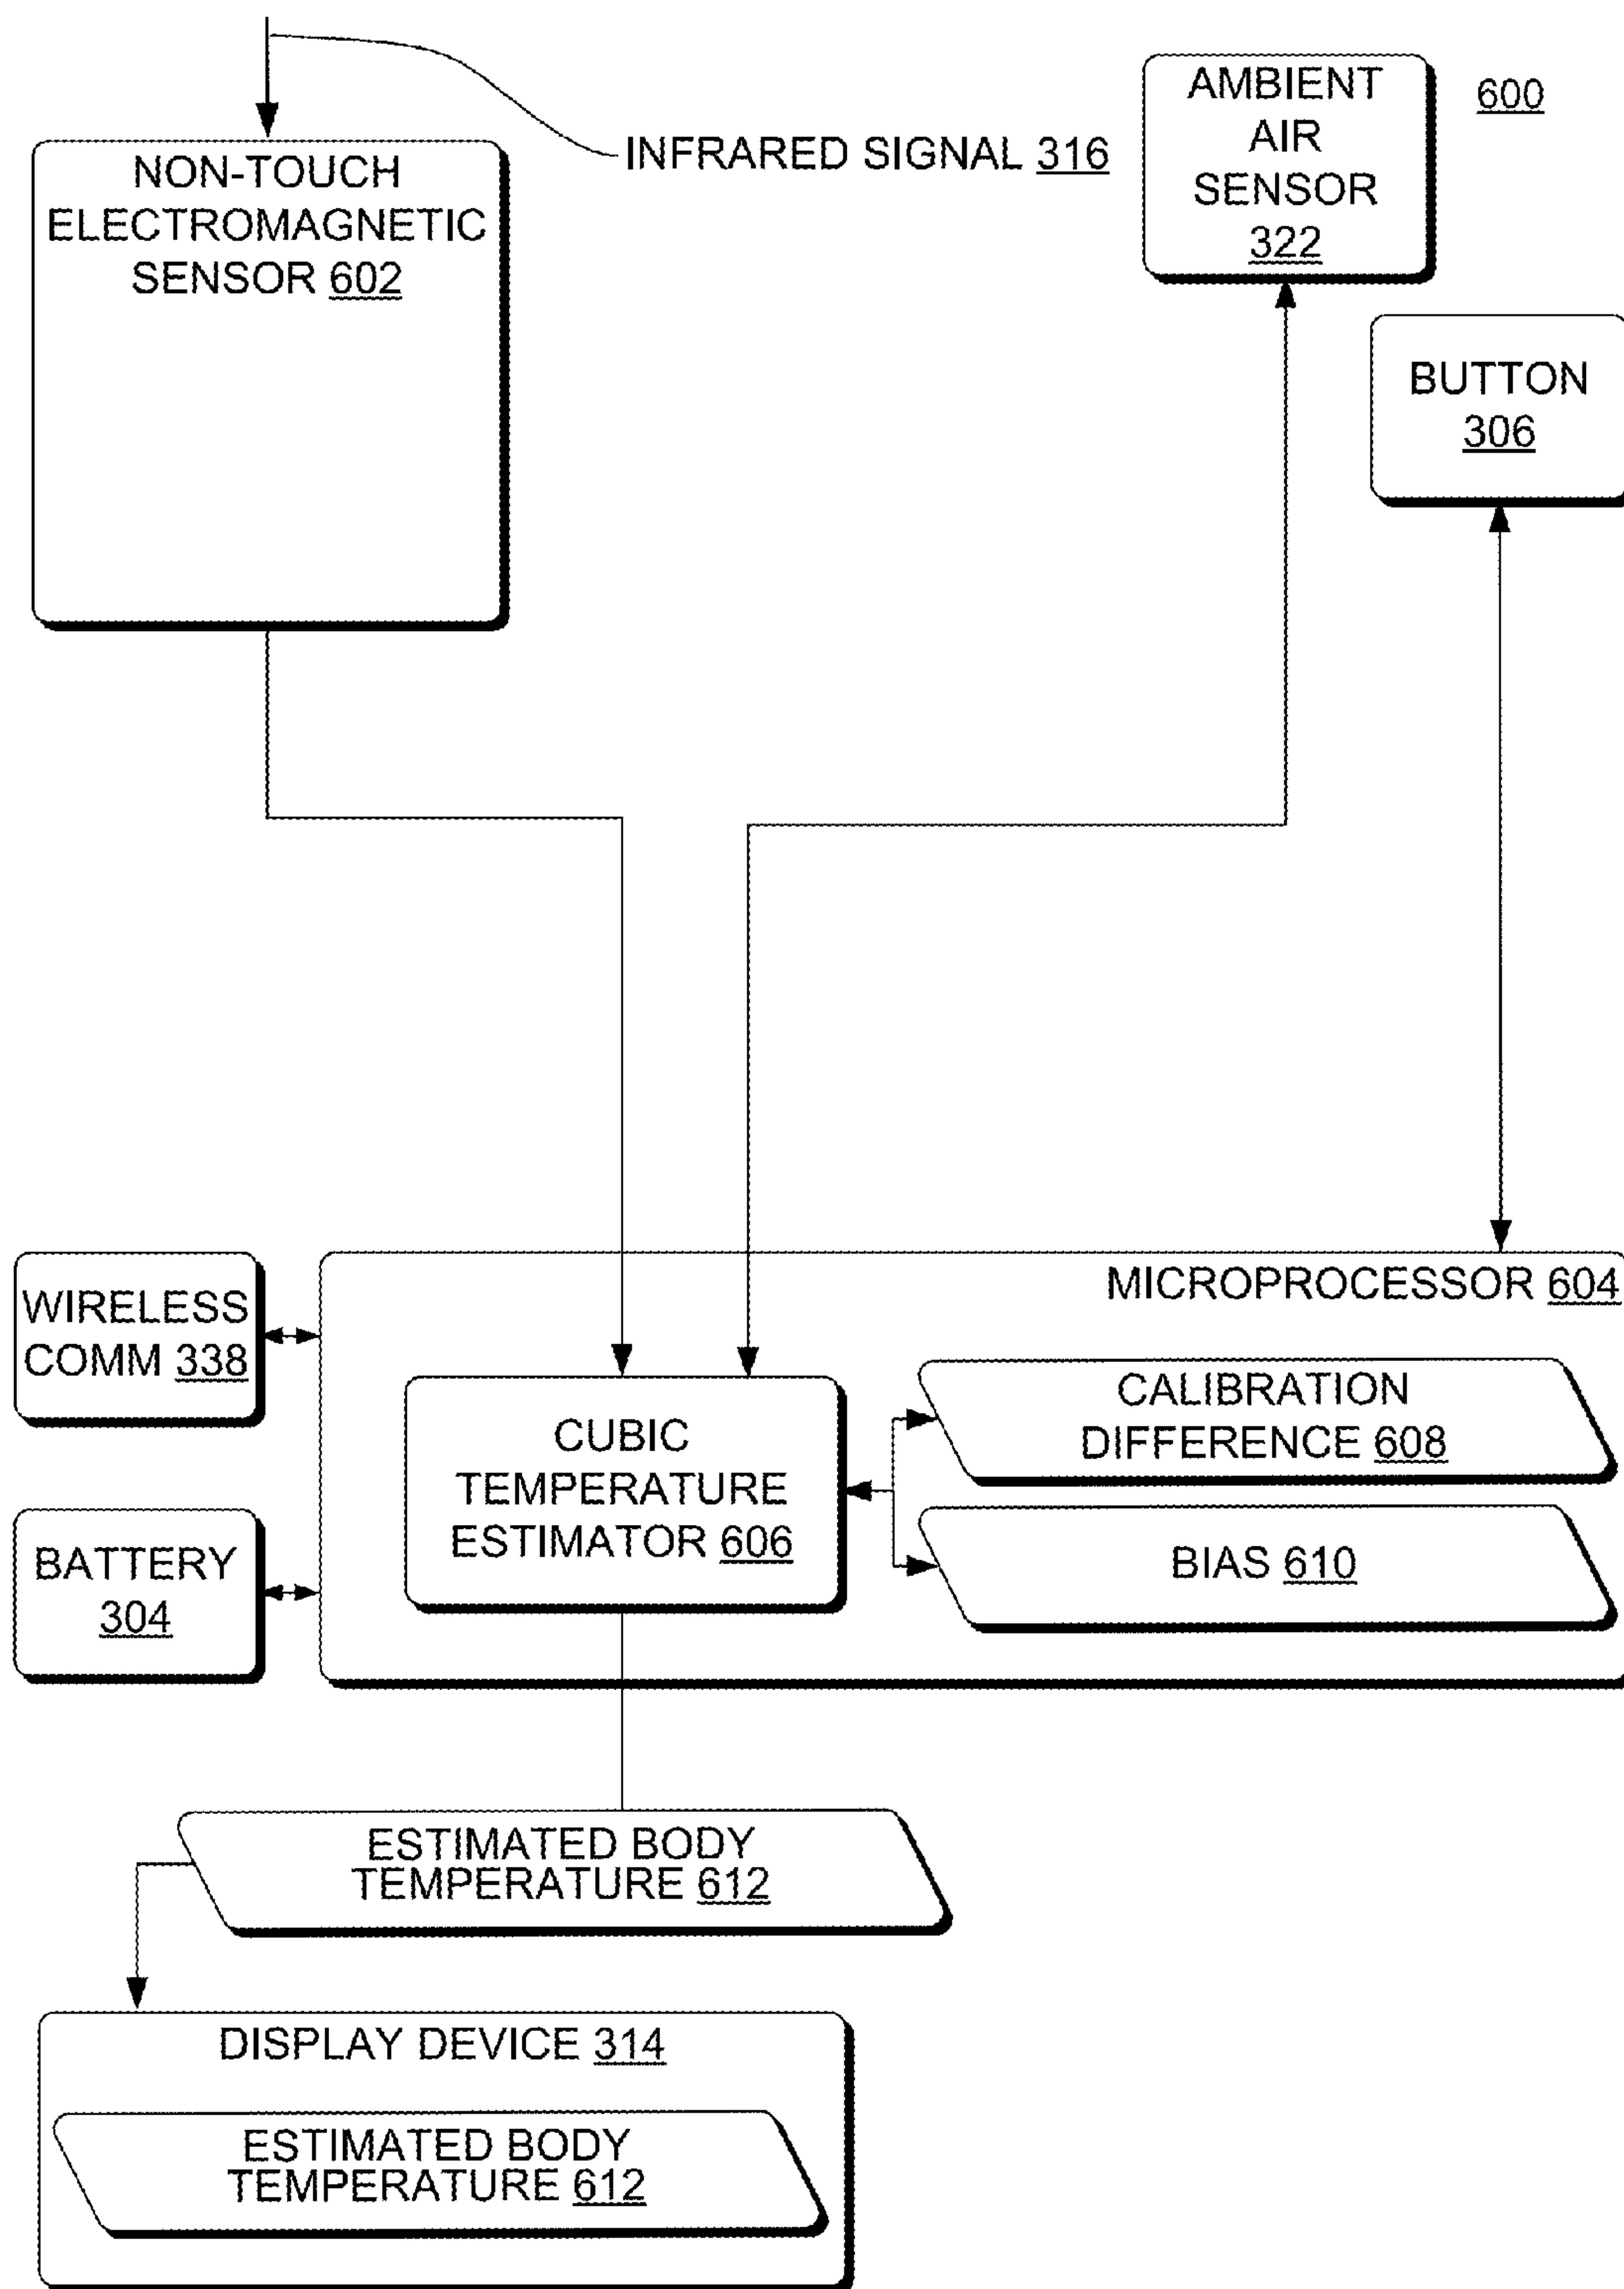 INFRARED SIGNAL 316
NON-TOUCH
ELECTROMAGNETIC
SENSOR 602
AMBIENT
AIR
SENSOR
322
600
BUTTON
306
MICROPROCESSOR 604
WIRELESS
COMM 338
BATTERY
304
CUBIC
TEMPERATURE
ESTIMATOR 606
CALIBRATION
DIFFERENCE 608
BIAS 610
ESTIMATED BODY
TEMPERATURE 612
DISPLAY DEVICE 314
ESTIMATED BODY
TEMPERATURE 612